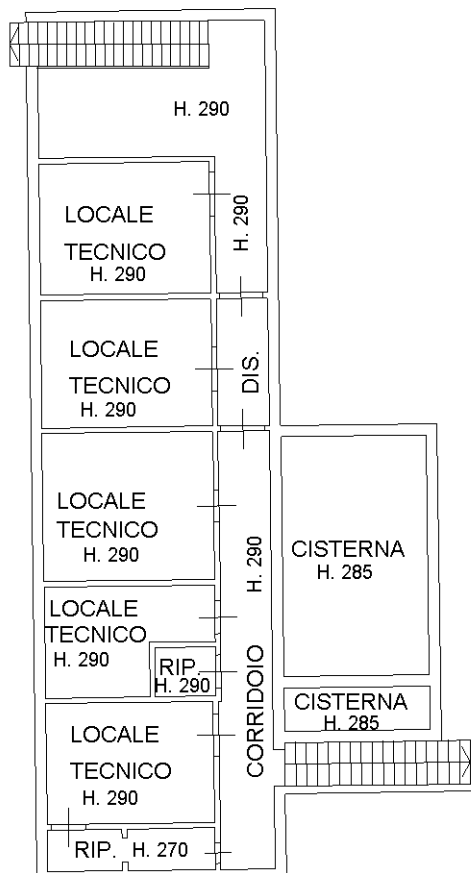 H. 290
LOCALE
TECNICO
H. 290
H. 290
LOCALE
TECNICO
H. 290
DIS.
LOCALE
TECNICO
H. 290
H. 290
CISTERNA
H. 285
LOCALE
TECNICO
H. 290
RIP.
H. 290
CORRIDOIO
CISTERNA
H. 285
LOCALE
TECNICO
H. 290
RIP. H. 270